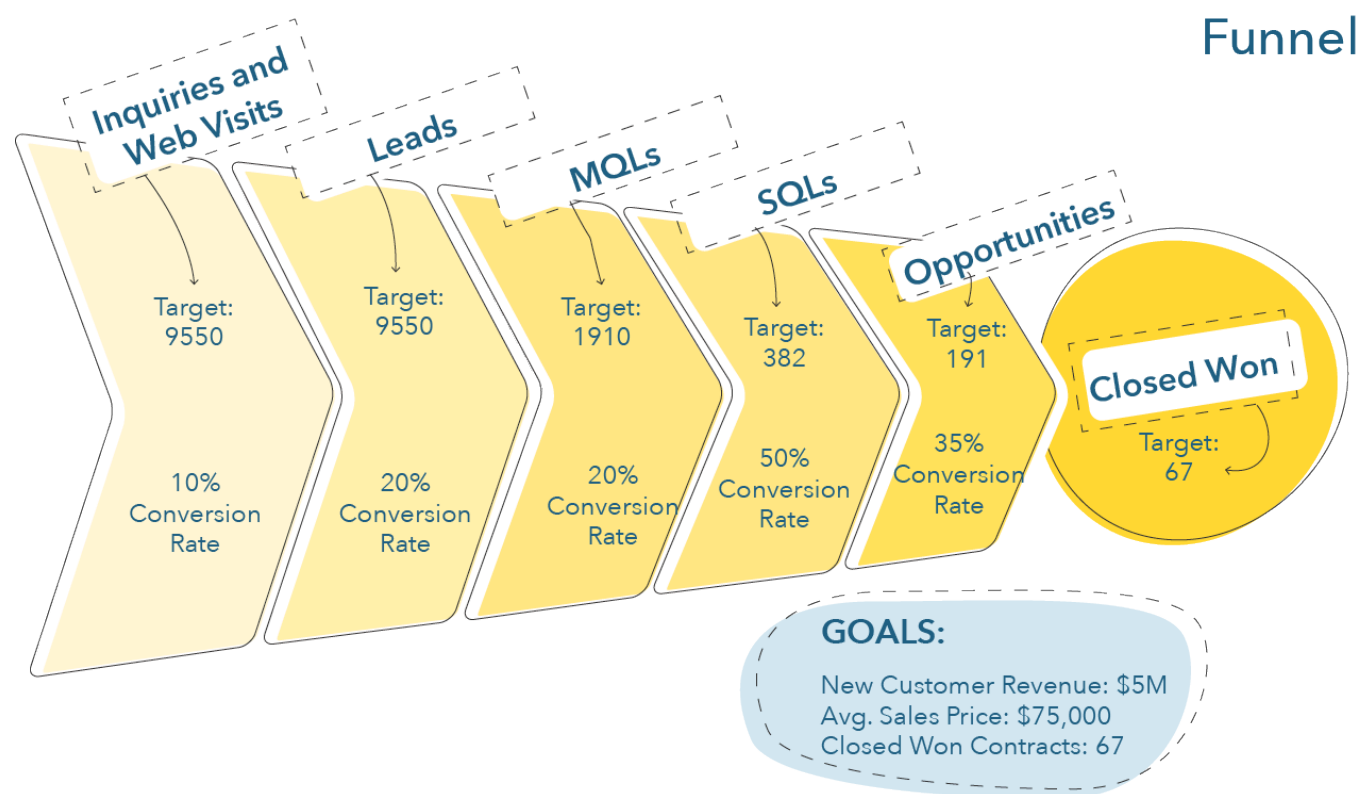 Funnel
Inquiries and
Web Visits
Target:
9550
10%
Conversion
Rate
Leads
Target:
9550
20%
Conversion
Rate
MQLs
Target:
1910
20%
Conversion
Rate
SQLs
Target:
382
50%
Conversion
Rate
Opportunities
Target:
191
35%
Conversion
Rate
Closed Won
Target:
67
GOALS:
New Customer Revenue: $5M
Avg. Sales Price: $75,000
Closed Won Contracts: 67